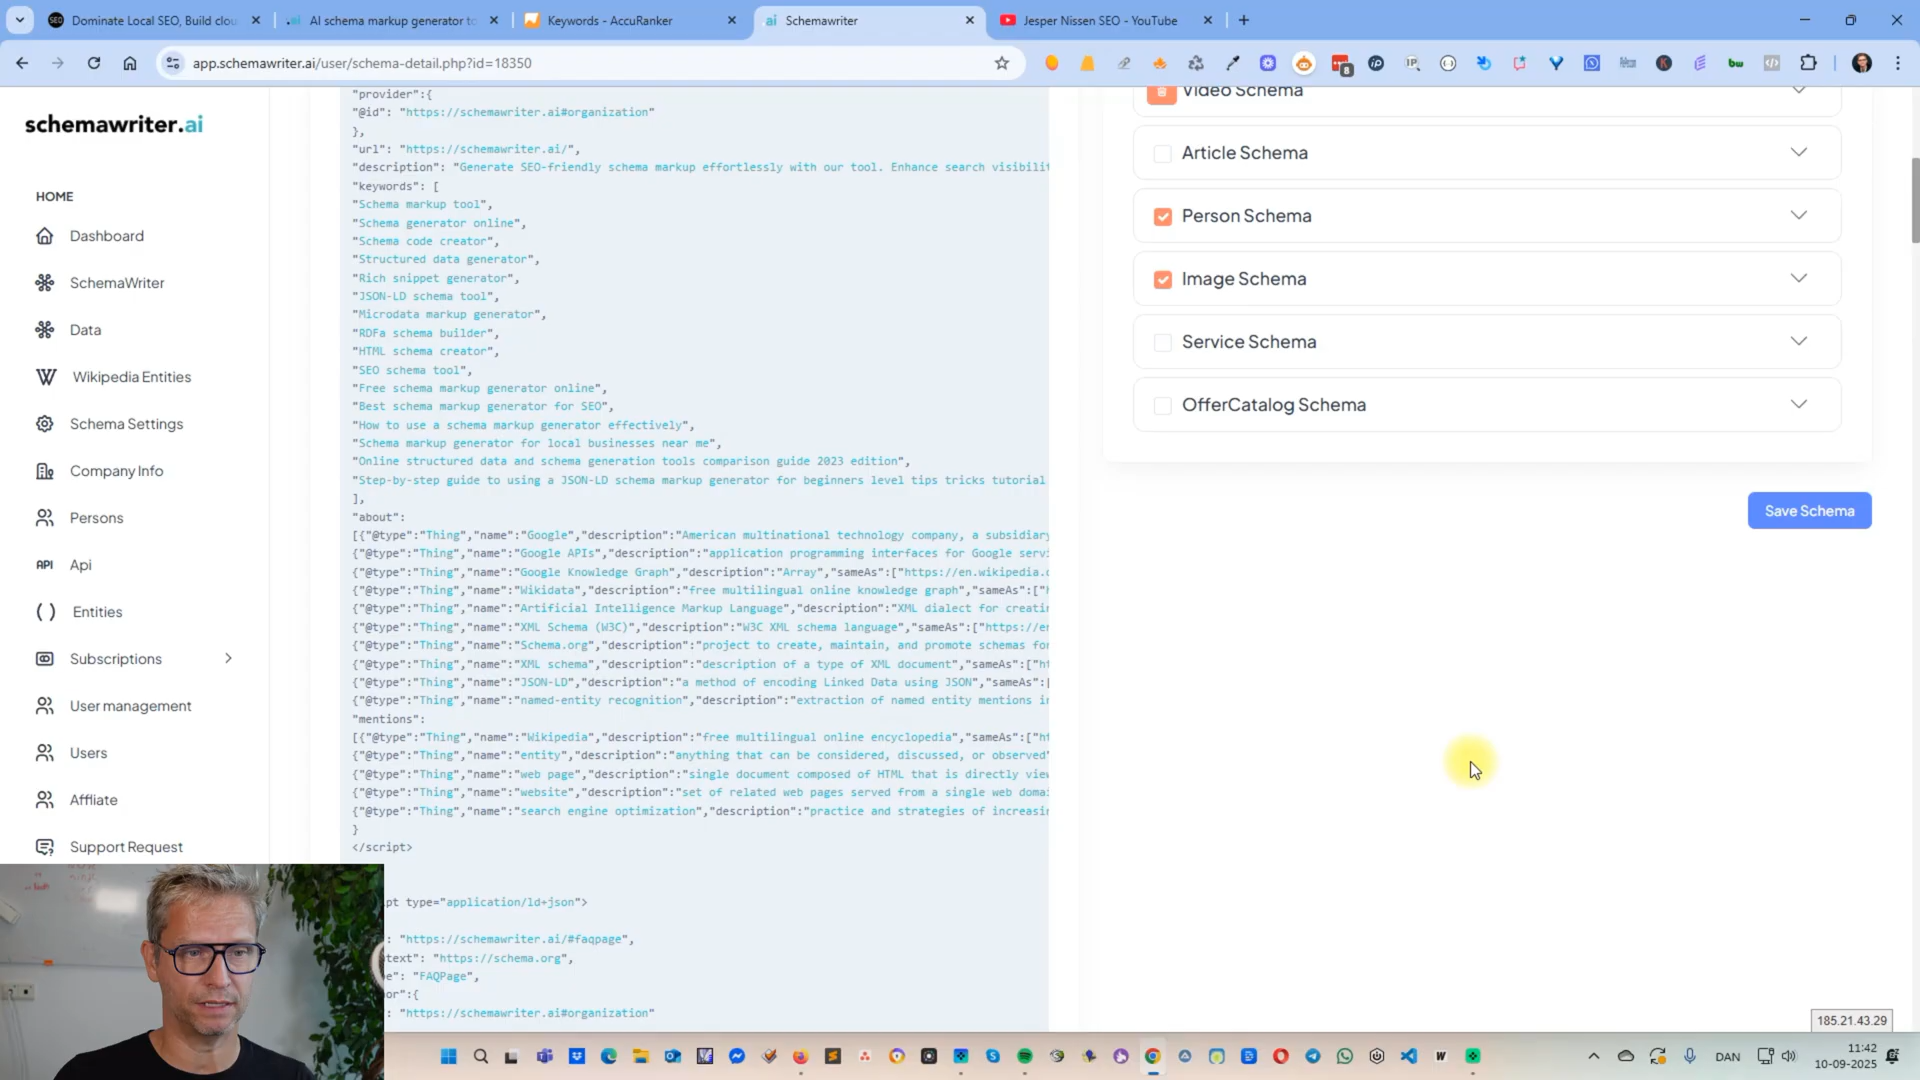 Dominate Local SEO, Build clou
AI schema markup generator to
Keywords - AccuRanker
Schemawriter
Jesper Nissen SEO - YouTube
app.schemawriter.ai/user/schema-detail.php?id=18350
schemawriter.ai
HOME
Dashboard
SchemaWriter
Data
Wikipedia Entities
Schema Settings
Company Info
Persons
API Api
Entities
Subscriptions
User management
Users
Affliate
Support Request
"provider":{
"@id": "https://schemawriter.ai#organization"
},
"url": "https://schemawriter.ai/",
"description": "Generate SEO-friendly schema markup effortlessly with our tool. Enhance search visibilit
"keywords": [
"Schema markup tool",
"Schema generator online",
"Schema code creator",
"Structured data generator",
"Rich snippet generator",
"JSON-LD schema tool",
"Microdata markup generator",
"RDFa schema builder",
"HTML schema creator",
"SEO schema tool",
"Free schema markup generator online",
"Best schema markup generator for SEO",
"How to use a schema markup generator effectively",
"Schema markup generator for local businesses near me",
"Online structured data and schema generation tools comparison guide 2023 edition",
"Step-by-step guide to using a JSON-LD schema markup generator for beginners level tips tricks tutorial
],
"about":
[{"@type":"Thing","name":"Google","description":"American multinational technology company, a subsidiary
{"@type":"Thing","name":"Google APIs","description":"application programming interfaces for Google servi
{"@type":"Thing","name":"Google Knowledge Graph","description":"Array","sameAs":["https://en.wikipedia.o
{"@type":"Thing","name":"Wikidata","description":"free multilingual online knowledge graph","sameAs":["h
{"@type":"Thing","name":"Artificial Intelligence Markup Language","description":"XML dialect for creatin
{"@type":"Thing","name":"XML Schema (W3C)","description":"W3C XML schema language","sameAs":["https://en
{"@type":"Thing","name":"Schema.org","description":"project to create, maintain, and promote schemas for
{"@type":"Thing","name":"XML schema","description":"description of a type of XML document","sameAs":["ht
{"@type":"Thing","name":"JSON-LD","description":"a method of encoding Linked Data using JSON","sameAs":[
{"@type":"Thing","name":"named-entity recognition","description":"extraction of named entity mentions in
"mentions":
[{"@type":"Thing","name":"Wikipedia","description":"free multilingual online encyclopedia","sameAs":["ht
{"@type":"Thing","name":"entity","description":"anything that can be considered, discussed, or observed"
{"@type":"Thing","name":"web page","description":"single document composed of HTML that is directly view
{"@type":"Thing","name":"website","description":"set of related web pages served from a single web domai
{"@type":"Thing","name":"search engine optimization","description":"practice and strategies of increasin
}
</script>
pt type="application/ld+json">
: "https://schemawriter.ai/#faqpage",
text": "https://schema.org",
e": "FAQPage",
or":{
: "https://schemawriter.ai#organization"
Video Schema
Article Schema
Person Schema
Image Schema
Service Schema
OfferCatalog Schema
Save Schema
185.21.43.29
DAN
11:42
10-09-2025